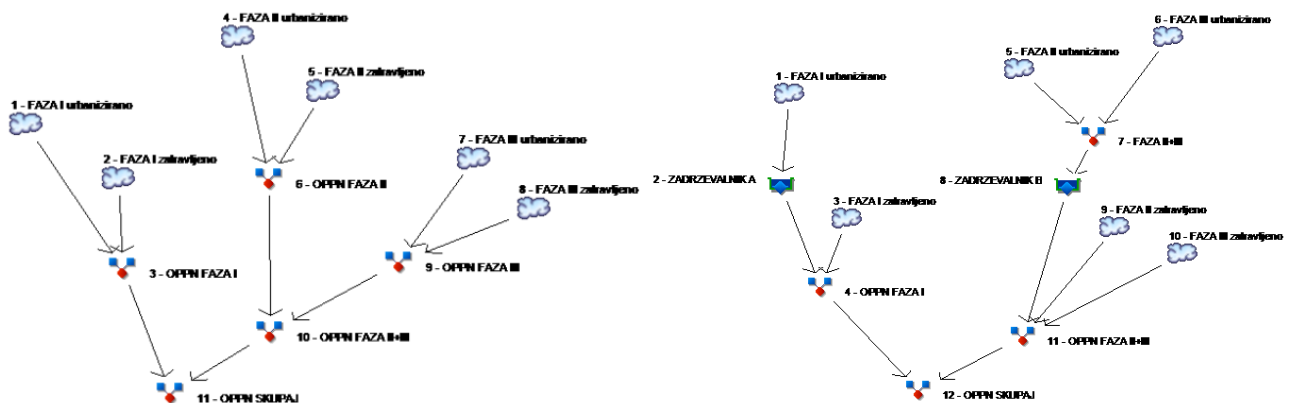 4 - FAZA II urbanizirano
5 - FAZA II zatravljeno
1 - FAZA I urbanizirano
7 - FAZA III urbanizirano
2 - FAZA I zatravljeno
6 - OPPN FAZA II
8 - FAZA III zatravljeno
3 - OPPN FAZA I
9 - OPPN FAZA III
10 - OPPN FAZA II+III
11 - OPPN SKUPAJ
6 - FAZA III urbanizirano
5 - FAZA II urbanizirano
1 - FAZA I urbanizirano
7 - FAZA II+III
2 - ZADRZEVALNIK A
8 - ZADRZEVALNIK B
3 - FAZA I zatravljeno
9 - FAZA II zatravljeno
10 - FAZA III zatravljeno
4 - OPPN FAZA I
11 - OPPN FAZA II+III
12 - OPPN SKUPAJ